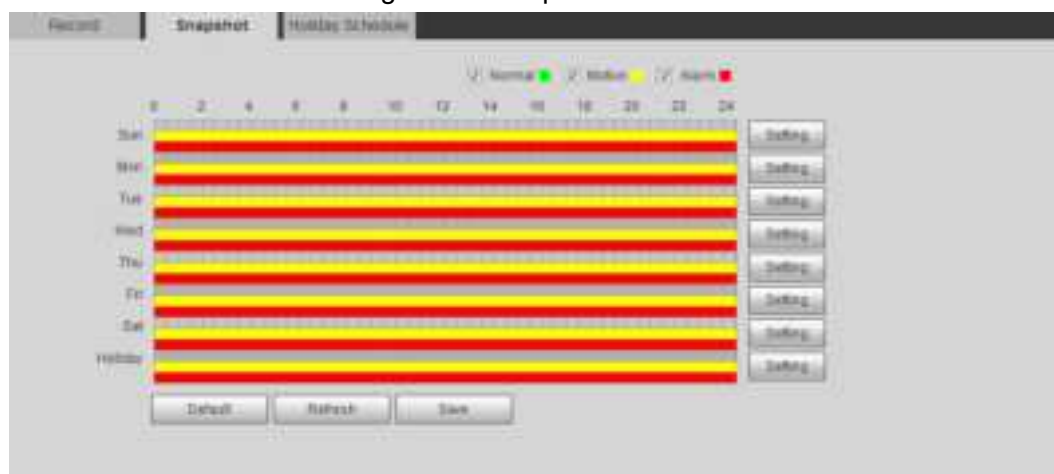 Record Snapshot Holiday Schedule
Normal Motion Alarm
0 2 4 6 8 10 12 14 16 18 20 22 24
Sun Setting
Mon Setting
Tue Setting
Wed Setting
Thu Setting
Fri Setting
Sat Setting
Holiday Setting
Default Refresh Save